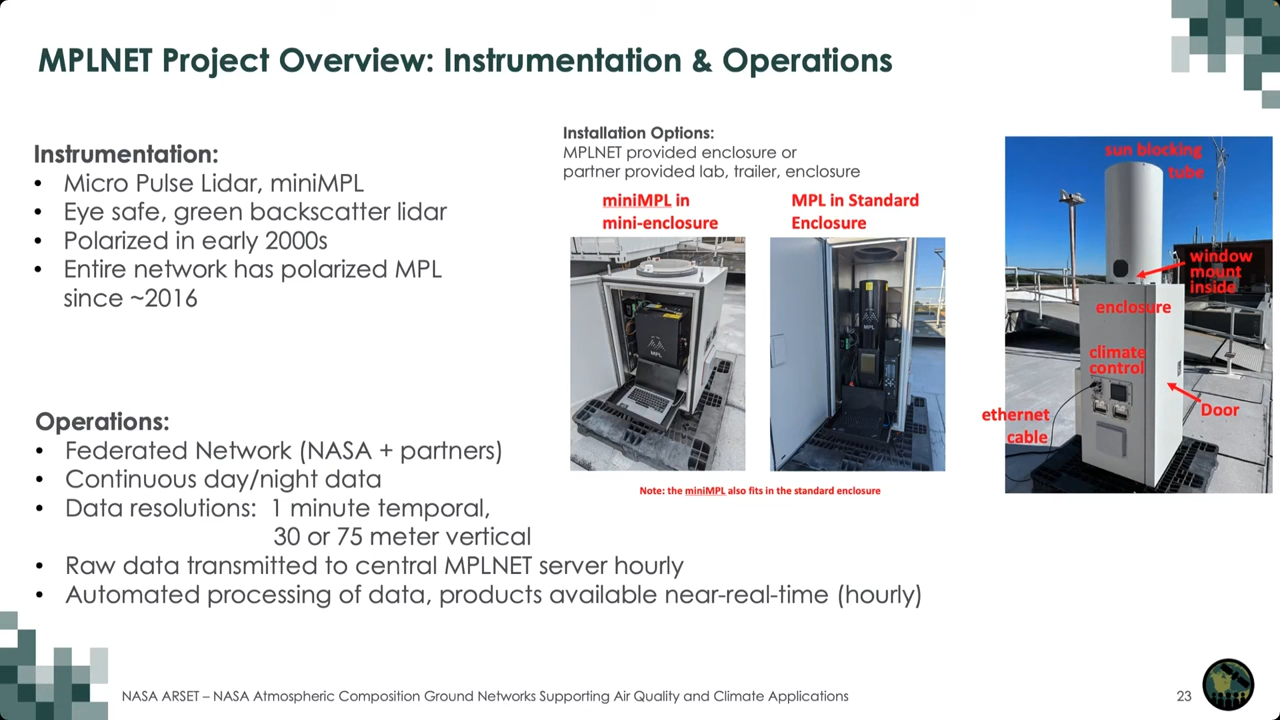 MPLNET Project Overview: Instrumentation & Operations
Instrumentation:
• Micro Pulse Lidar, miniMPL
• Eye safe, green backscatter lidar
• Polarized in early 2000s
• Entire network has polarized MPL
since ~2016
Operations:
• Federated Network (NASA + partners)
• Continuous day/night data
• Data resolutions: 1 minute temporal,
30 or 75 meter vertical
• Raw data transmitted to central MPLNET server hourly
• Automated processing of data, products available near-real-time (hourly)
Installation Options:
MPLNET provided enclosure or
partner provided lab, trailer, enclosure
miniMPL in
mini-enclosure
MPL
MPL in Standard
Enclosure
MPL
Note: the miniMPL also fits in the standard enclosure
sun blocking
tube
window
mount
inside
enclosure
climate
control
Door
ethernet
cable
NASA ARSET – NASA Atmospheric Composition Ground Networks Supporting Air Quality and Climate Applications
23